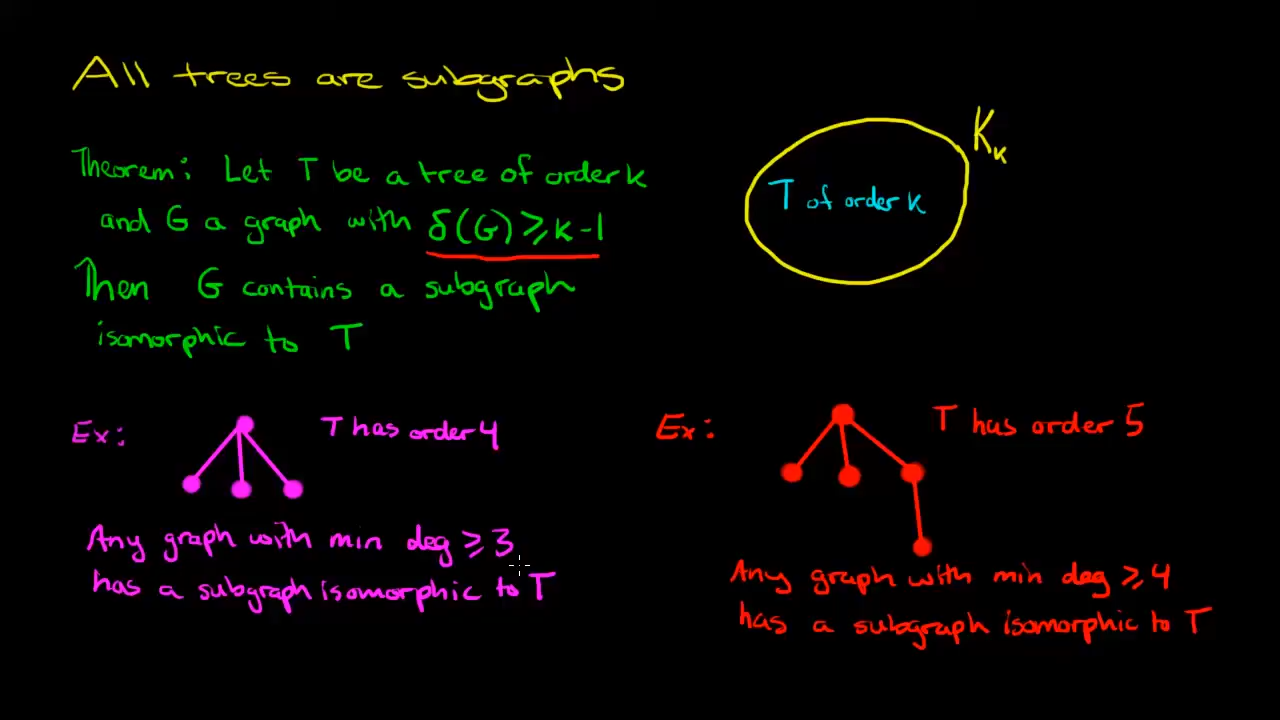 All trees are subgraphs
Theorem: Let T be a tree of order k
and G a graph with δ(G) ≥ k-1
Then G contains a subgraph
isomorphic to T
K_k
T of order k
Ex:
T has order 4
Any graph with min deg ≥ 3
has a subgraph isomorphic to T
Ex:
T has order 5
Any graph with min deg ≥ 4
has a subgraph isomorphic to T